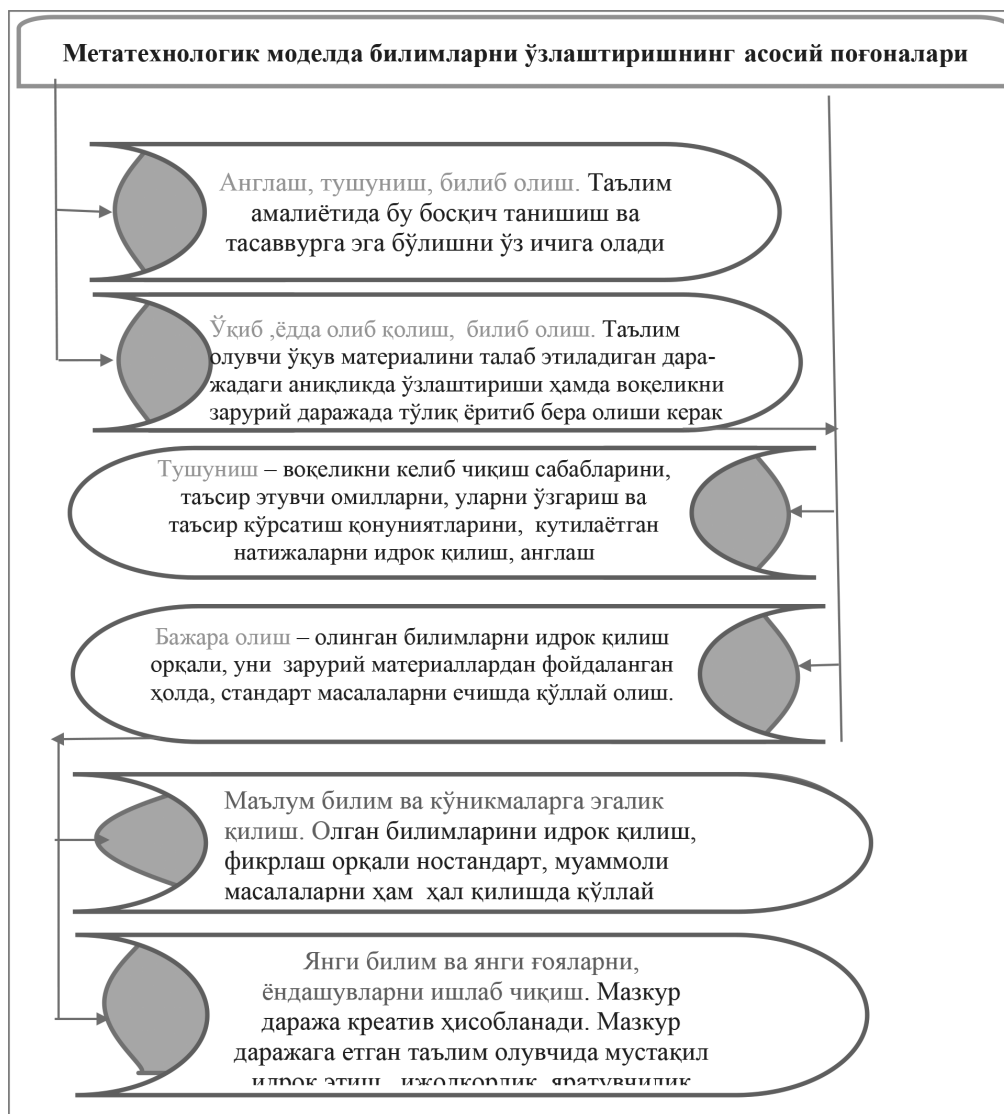 Метатехнологик моделда билимларни ўзлаштиришнинг асосий поғоналари
Англаш, тушуниш, билиб олиш. Таълим
амалиётида бу босқич танишиш ва
тасаввурга эга бўлишни ўз ичига олади
Ўқиб ,ёдда олиб қолиш, билиб олиш. Таълим
олувчи ўқув материалини талаб этиладиган дара-
жадаги аниқликда ўзлаштириши ҳамда воқеликни
зарурий даражада тўлиқ ёритиб бера олиши керак
Тушуниш – воқеликни келиб чиқиш сабабларини,
таъсир этувчи омилларни, уларни ўзгариш ва
таъсир кўрсатиш қонуниятларини, кутилаётган
натижаларни идрок қилиш, англаш
Бажара олиш – олинган билимларни идрок қилиш
орқали, уни зарурий материаллардан фойдаланган
ҳолда, стандарт масалаларни ечишда қўллай олиш.
Маълум билим ва кўникмаларга эгалик
қилиш. Олган билимларини идрок қилиш,
фикрлаш орқали ностандарт, муаммоли
масалаларни ҳам ҳал қилишда қўллай
Янги билим ва янги ғояларни,
ёндашувларни ишлаб чиқиш. Мазкур
даража креатив ҳисобланади. Мазкур
даражага етган таълим олувчида мустақил
идрок этиш, ижодкорлик, яратувчилик